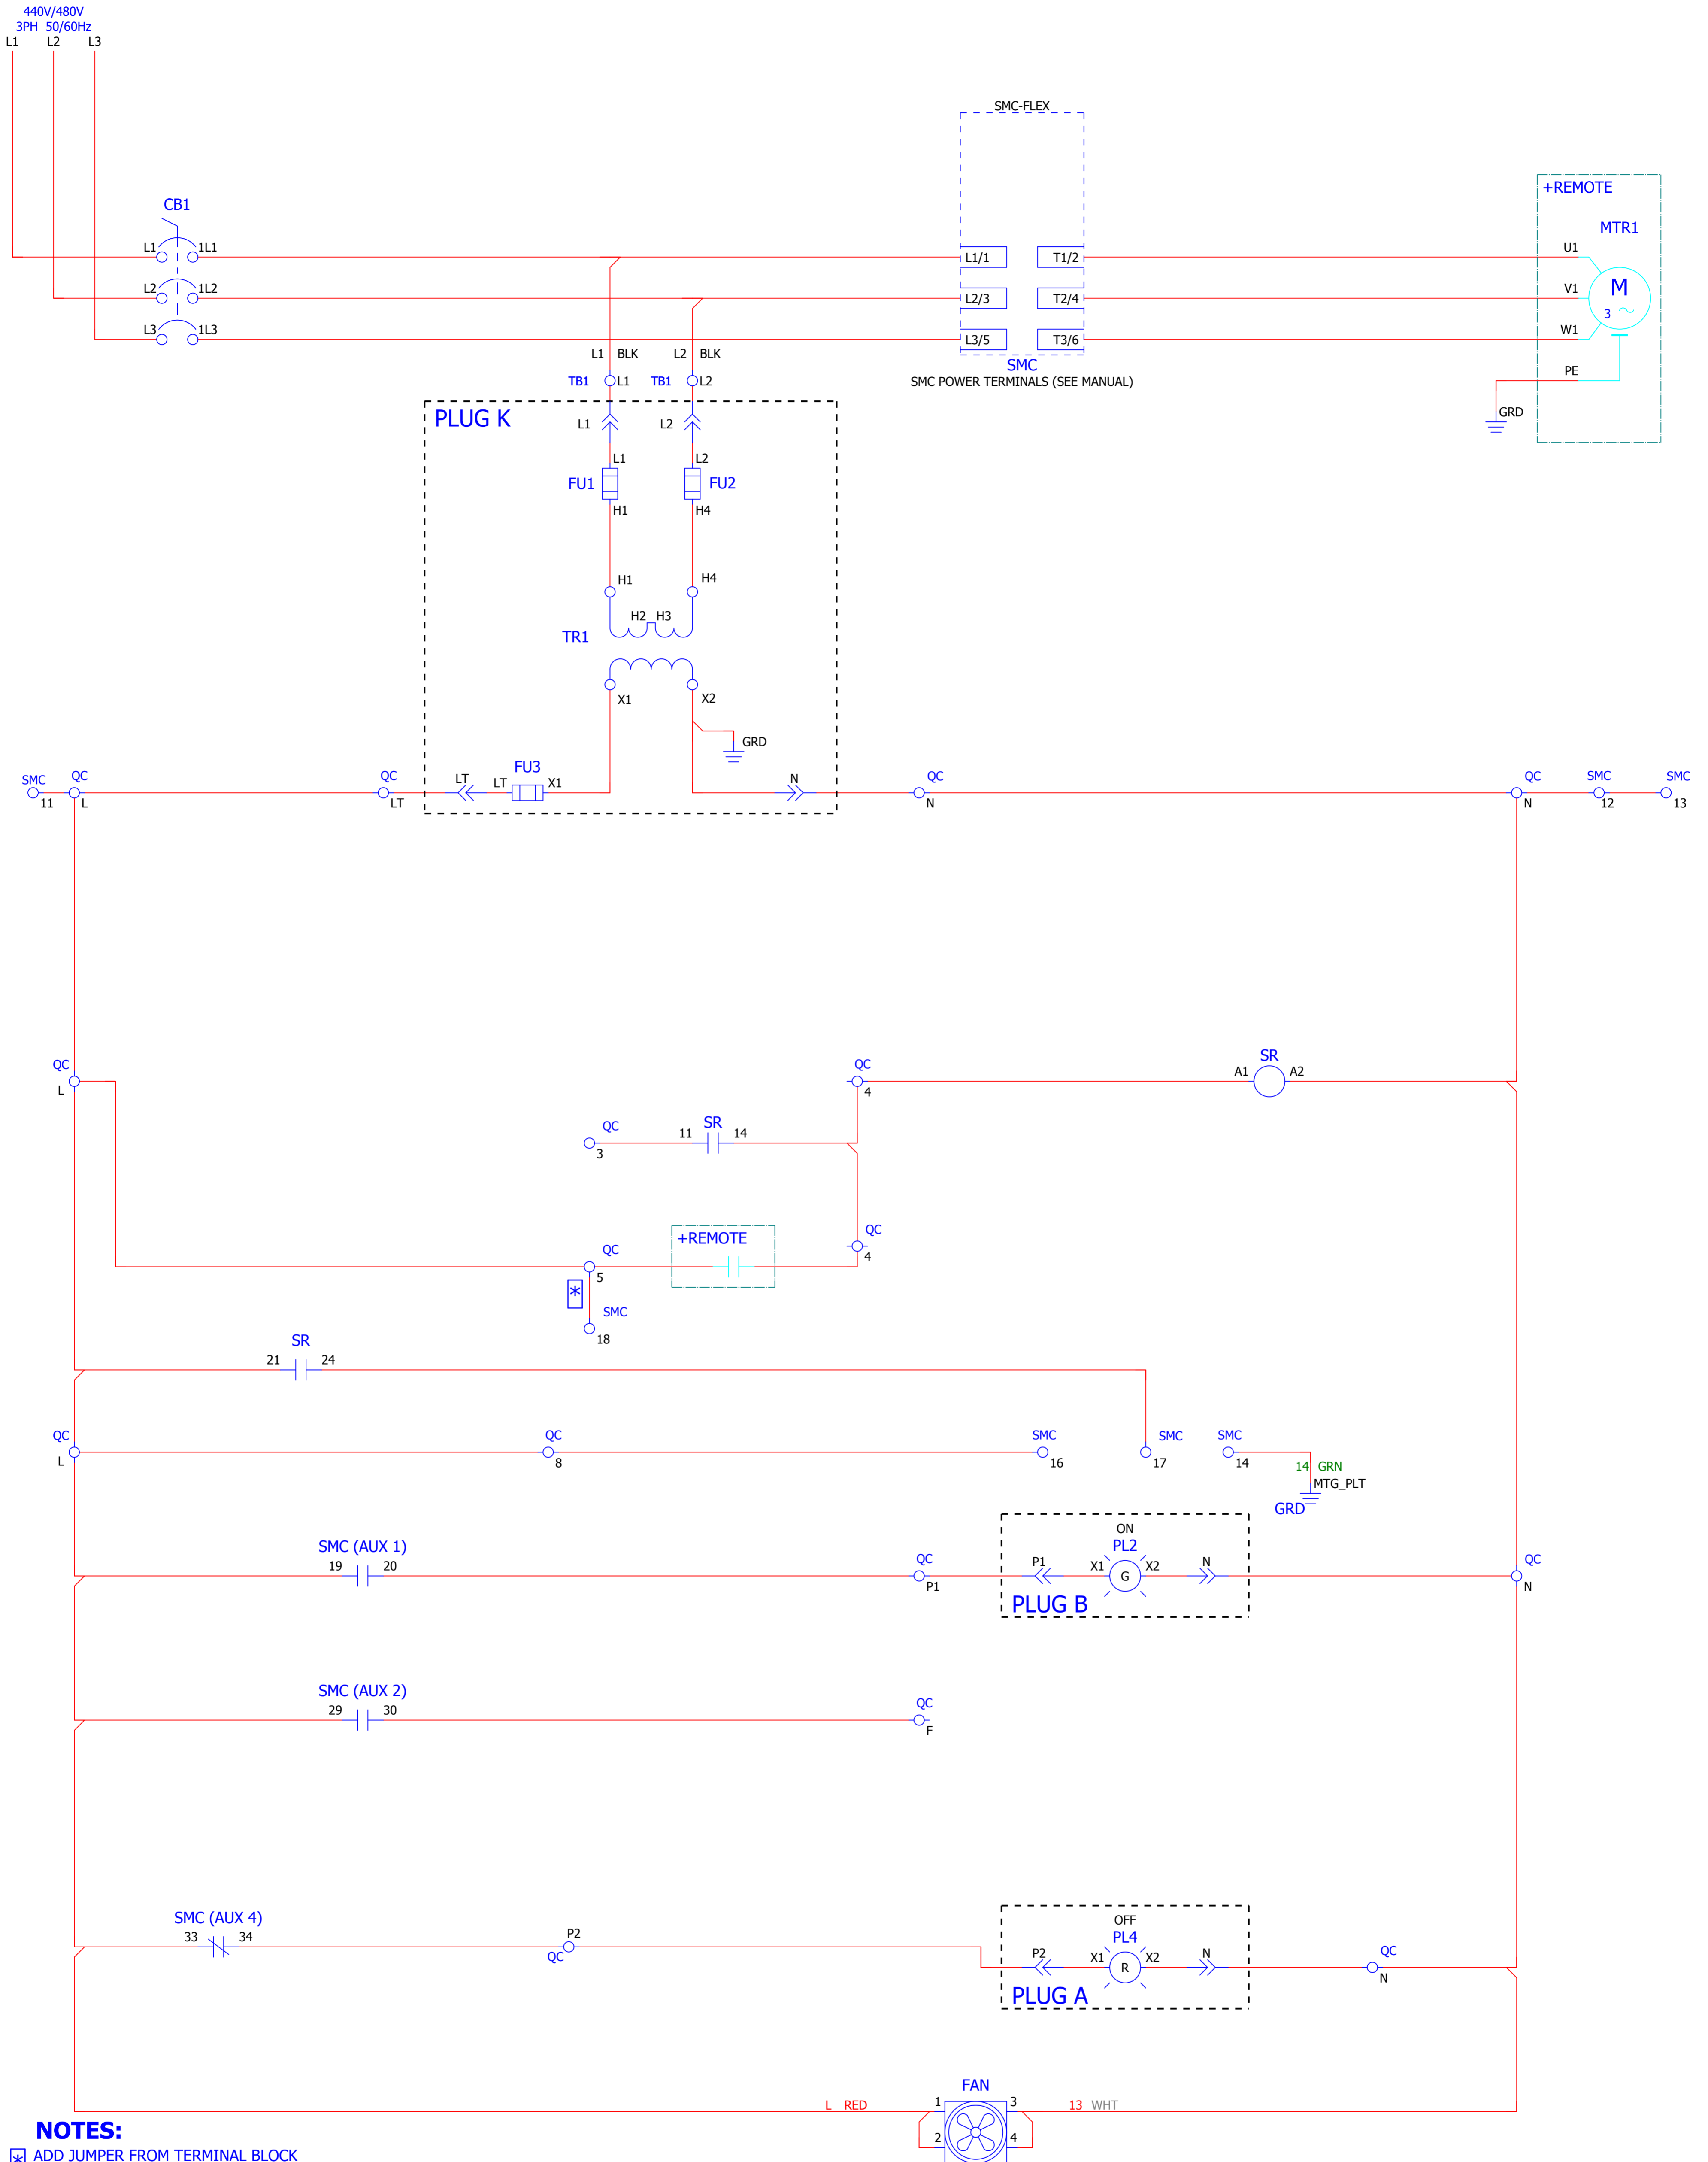 440V/480V
3PH 50/60Hz
L1 L2 L3
SMC-FLEX
+REMOTE
CB1
MTR1
L1 1L1
L1/1 T1/2
U1
L2 1L2
L2/3 T2/4
V1
M
3
L3 1L3
L3/5 T3/6
W1
L1 BLK L2 BLK
SMC
SMC POWER TERMINALS (SEE MANUAL)
PE
TB1 L1 TB1 L2
GRD
PLUG K
L1 L2
L1 L2
FU1 FU2
H1 H4
H1 H4
H2 H3
TR1
X1 X2
GRD
SMC QC QC LT LT FU3 X1 N QC QC SMC SMC
11 L LT N N 12 13
QC QC SR
L 4 A1 A2
QC SR
3 11 14
QC
+REMOTE
QC
5 4
*
SMC
18
SR
21 24
QC QC SMC SMC SMC
L 8 16 17 14
14 GRN
MTG_PLT
GRD
ON
SMC (AUX 1)
PL2
19 20 QC P1 X1 X2 N QC
P1 G N
PLUG B
SMC (AUX 2)
29 30 QC
F
OFF
SMC (AUX 4)
PL4
33 34 P2 P2 X1 X2 N QC
QC R N
PLUG A
FAN
L RED 1 3 13 WHT
2 4
NOTES:
* ADD JUMPER FROM TERMINAL BLOCK